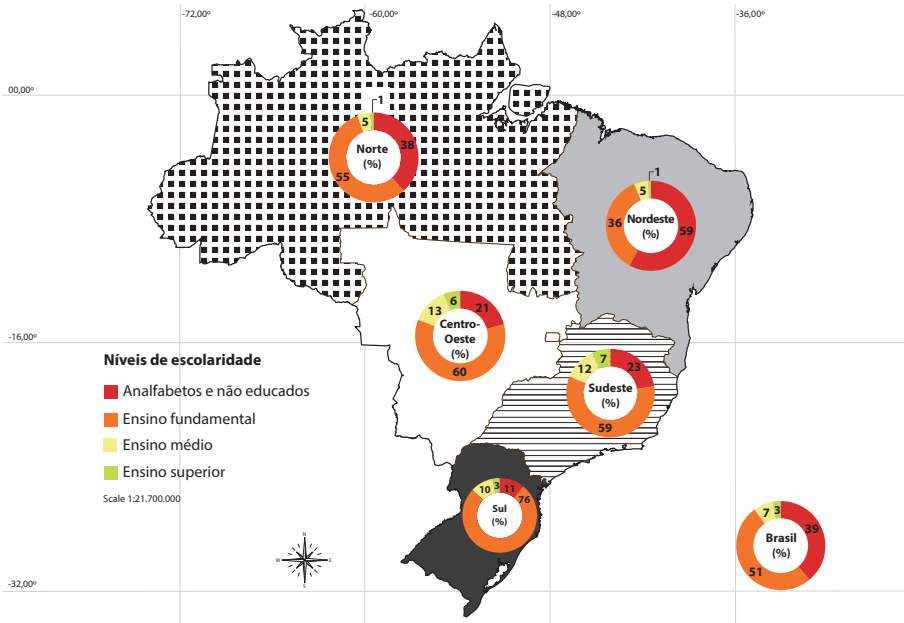 -72,00º
-60,00º
-48,00º
-36,00º
00,00º
1
5
38
Norte
(%)
55
1
5
Nordeste
(%)
36
59
6
13
21
Centro-
Oeste
(%)
60
-16,00º
7
12
23
Sudeste
(%)
59
Níveis de escolaridade
Analfabetos e não educados
Ensino fundamental
Ensino médio
Ensino superior
Scale 1:21.700.000
3
10
11
76
Sul
(%)
7
3
39
Brasil
(%)
51
N
W
E
S
-32,00º